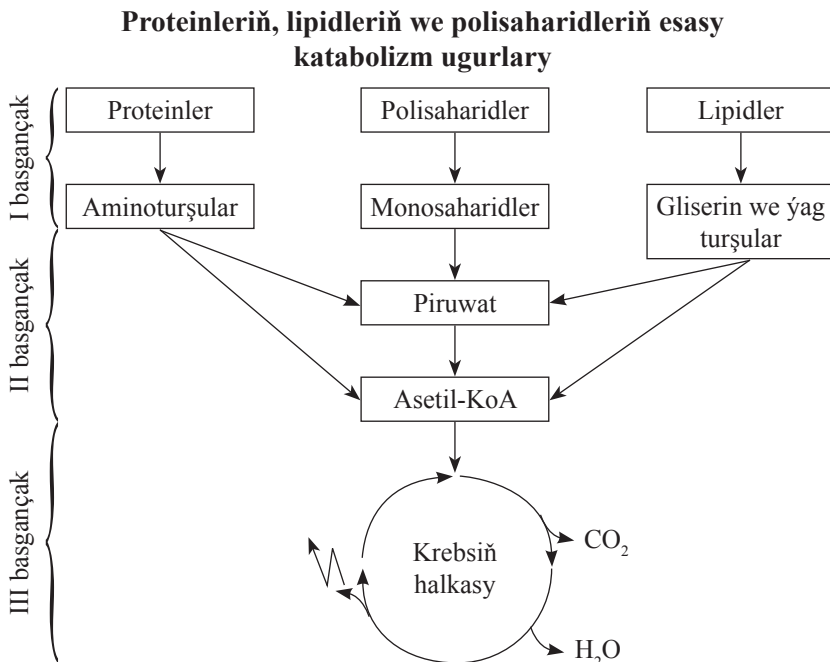 Proteinleriň, lipidleriň we polisaharidleriň esasy
katabolizm ugurlary
I basgançak
Proteinler
Polisaharidler
Lipidler
Aminoturşular
Monosaharidler
Gliserin we ýag
turşular
II basgançak
Piruwat
Asetil-KoA
III basgançak
Krebsiň
halkasy
CO₂
H₂O